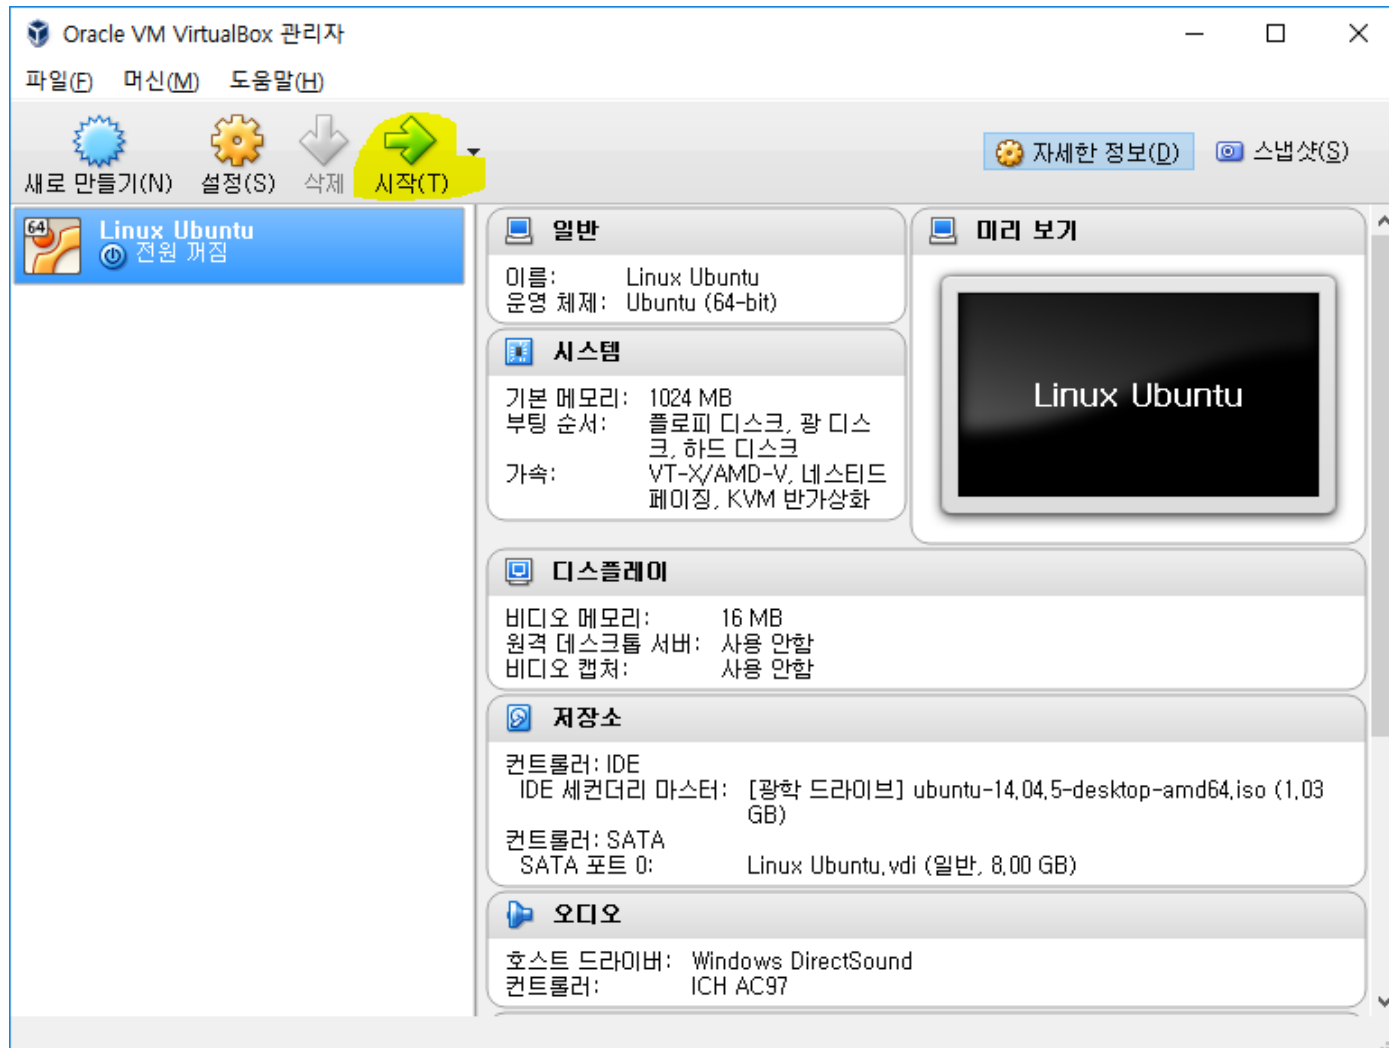 Oracle VM VirtualBox 관리자
파일(F) 머신(M) 도움말(H)
새로 만들기(N) 설정(S) 삭제 시작(T) 자세한 정보(D) 스냅샷(S)
64
Linux Ubuntu
전원 꺼짐
일반
이름: Linux Ubuntu
운영 체제: Ubuntu (64-bit)
미리 보기
Linux Ubuntu
시스템
기본 메모리: 1024 MB
부팅 순서: 플로피 디스크, 광 디스
크, 하드 디스크
가속: VT-x/AMD-V, 네스티드
페이징, KVM 반가상화
디스플레이
비디오 메모리: 16 MB
원격 데스크톱 서버: 사용 안함
비디오 캡처: 사용 안함
저장소
컨트롤러: IDE
IDE 세컨더리 마스터: [광학 드라이브] ubuntu-14.04.5-desktop-amd64.iso (1.03
GB)
컨트롤러: SATA
SATA 포트 0: Linux Ubuntu.vdi (일반, 8.00 GB)
오디오
호스트 드라이버: Windows DirectSound
컨트롤러: ICH AC97